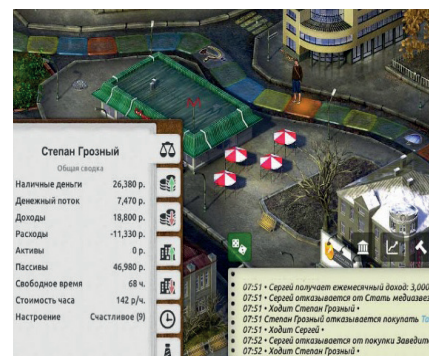 Степан Грозный
Общая сводка
Наличные деньги 26,380 р.
Денежный поток 7,470 р.
Доходы 18,800 р.
Расходы -11,330 р.
Активы 0 р.
Пассивы 46,980 р.
Свободное время 68 ч.
Стоимость часа 142 р/ч.
Настроение Счастливое (9)
07:51 • Сергей получает ежемесячный доход: 3,000
07:51 • Сергей отказывается от Стать медиазвез
07:51 • Ходит Степан Грозный •
07:51 Степан Грозный отказывается покупать
07:51 • Ходит Сергей •
07:52 • Сергей отказывается от покупки Заведит
07:52 • Ходит Степан Грозный •